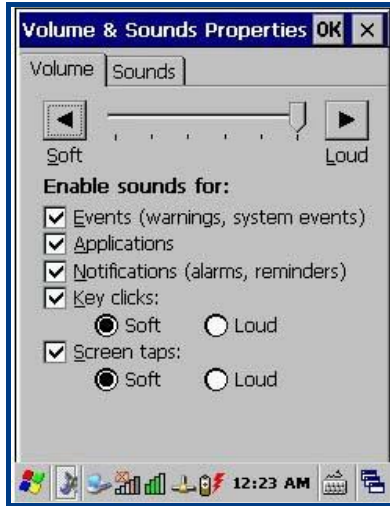 Volume & Sounds Properties OK ×
Volume Sounds
Soft Loud
Enable sounds for:
Events (warnings, system events)
Applications
Notifications (alarms, reminders)
Key clicks:
Soft Loud
Screen taps:
Soft Loud
12:23 AM